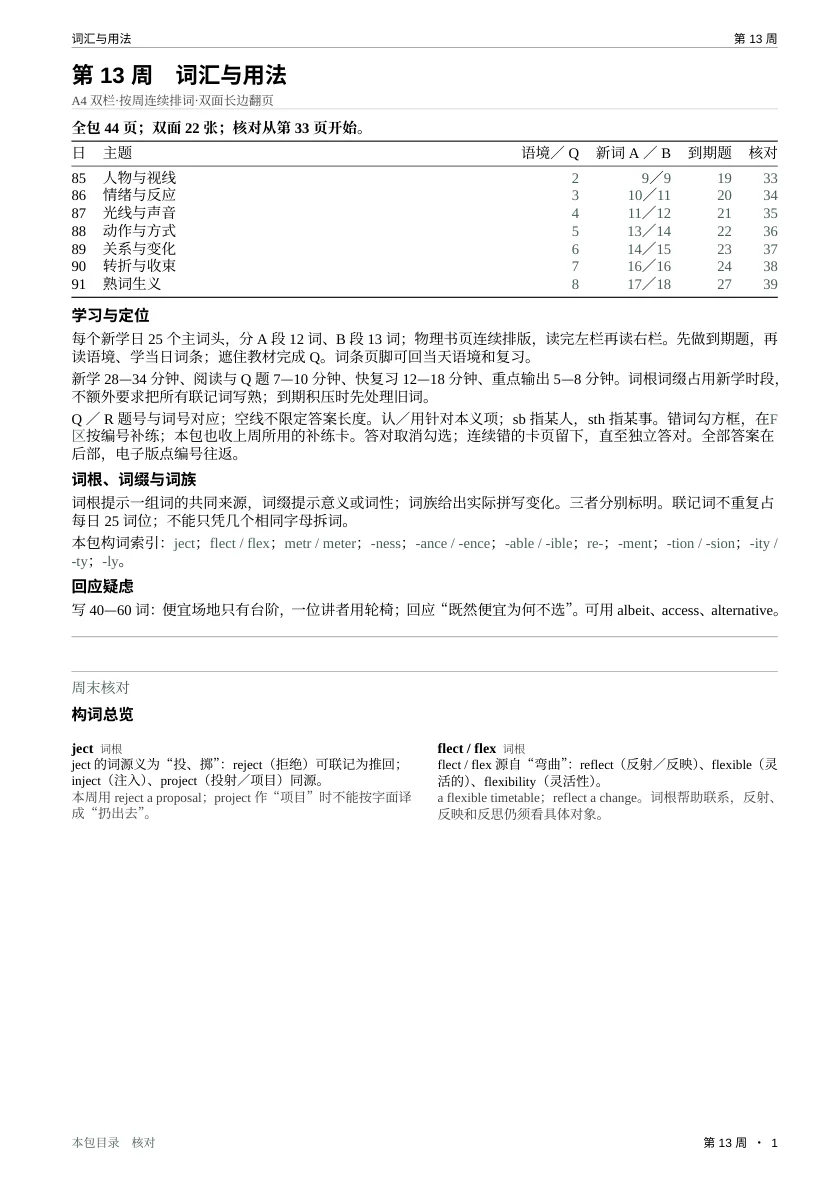 词汇与用法 第 13 周
第 13 周　词汇与用法
A4 双栏·按周连续排词·双面长边翻页
全包 44 页；双面 22 张；核对从第 33 页开始。
日 主题 语境／ Q 新词 A ／ B 到期题 核对
85 人物与视线 2 9／9 19 33
86 情绪与反应 3 10／11 20 34
87 光线与声音 4 11／12 21 35
88 动作与方式 5 13／14 22 36
89 关系与变化 6 14／15 23 37
90 转折与收束 7 16／16 24 38
91 熟词生义 8 17／18 27 39
学习与定位
每个新学日 25 个主词头，分 A 段 12 词、B 段 13 词；物理书页连续排版，读完左栏再读右栏。先做到期题，再
读语境、学当日词条；遮住教材完成 Q。词条页脚可回当天语境和复习。
新学 28—34 分钟、阅读与 Q 题 7—10 分钟、快复习 12—18 分钟、重点输出 5—8 分钟。词根词缀占用新学时段，
不额外要求把所有联记词写熟；到期积压时先处理旧词。
Q ／ R 题号与词号对应；空线不限定答案长度。认／用针对本义项；sb 指某人，sth 指某事。错词勾方框，在F
区按编号补练；本包也收上周所用的补练卡。答对取消勾选；连续错的卡页留下，直至独立答对。全部答案在
后部，电子版点编号往返。
词根、词缀与词族
词根提示一组词的共同来源，词缀提示意义或词性；词族给出实际拼写变化。三者分别标明。联记词不重复占
每日 25 词位；不能只凭几个相同字母拆词。
本包构词索引：ject；flect / flex；metr / meter；-ness；-ance / -ence；-able / -ible；re-；-ment；-tion / -sion；-ity /
-ty；-ly。
回应疑虑
写 40—60 词：便宜场地只有台阶，一位讲者用轮椅；回应“既然便宜为何不选”。可用 albeit、access、alternative。
周末核对
构词总览
ject 词根
ject 的词源义为“投、掷”：reject（拒绝）可联记为推回；
inject（注入）、project（投射／项目）同源。
本周用 reject a proposal；project 作“项目”时不能按字面译
成“扔出去”。
flect / flex 词根
flect / flex 源自“弯曲”：reflect（反射／反映）、flexible（灵
活的）、flexibility（灵活性）。
a flexible timetable；reflect a change。词根帮助联系，反射、
反映和反思仍须看具体对象。
本包目录 核对 第 13 周 · 1